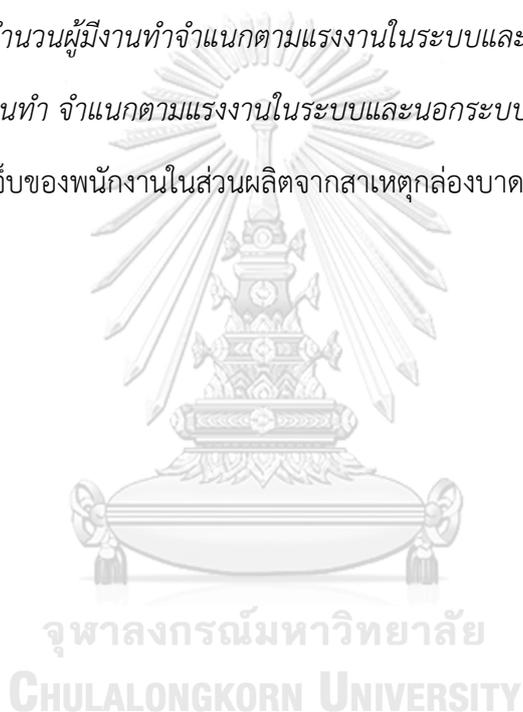 จำนวนผู้มีงานทำจำแนกตามแรงงานในระบบและ
นทำ จำแนกตามแรงงานในระบบและนอกระบบ
จ็บของพนักงานในส่วนผลิตจากสาเหตุกล่องบาด
จุฬาลงกรณ์มหาวิทยาลัย
CHULALONGKORN UNIVERSITY